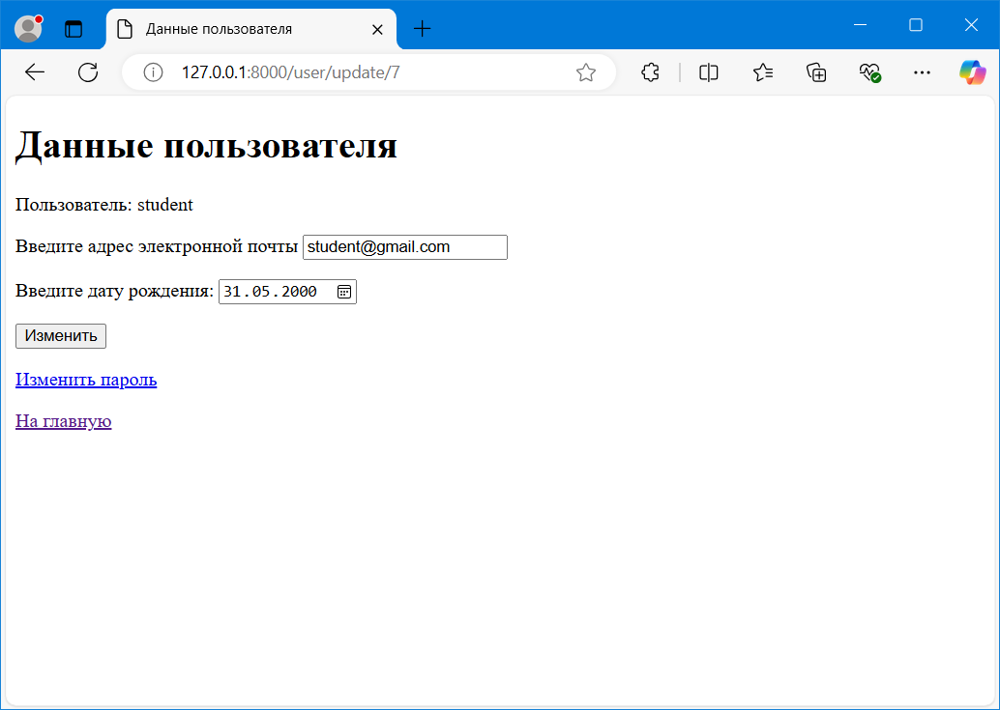 Данные пользователя
127.0.0.1:8000/user/update/7
Данные пользователя
Пользователь: student
Введите адрес электронной почты student@gmail.com
Введите дату рождения: 31.05.2000
Изменить
Изменить пароль
На главную